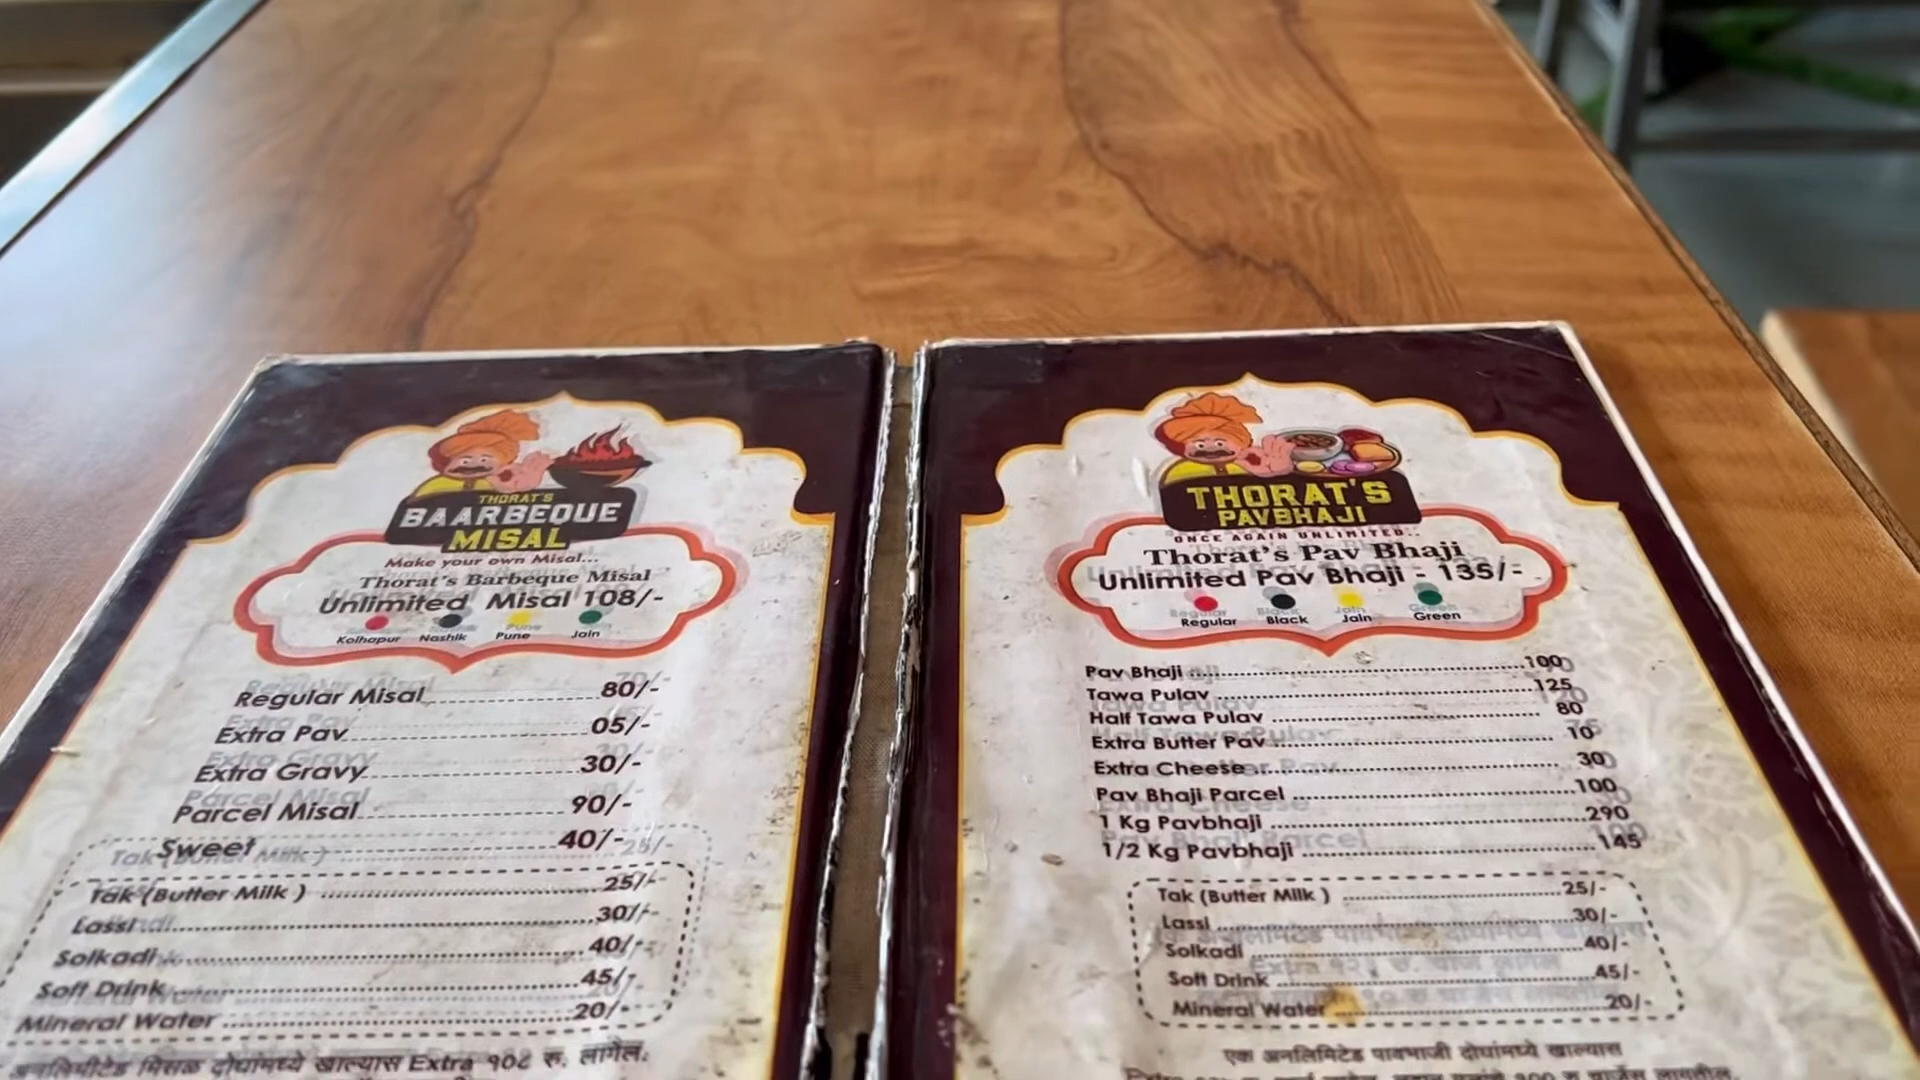 THORAT'S
BAARBEQUE
MISAL
Make your own Misal...
Thorat's Barbeque Misal
Unlimited Misal 108/-
Kolhapur Nashik Pune Jain
Regular Misal 80/-
Extra Pav 05/-
Extra Gravy 30/-
Parcel Misal 90/-
Sweet 40/-
Tak (Butter Milk ) 25/-
Lassi 30/-
Solkadi 40/-
Soft Drink 45/-
Mineral Water 20/-
अनलिमीटेड मिसळ दोघांमध्ये खाल्यास Extra १०८ रु. लागेल.
THORAT'S
PAVBHAJI
ONCE AGAIN UNLIMITED..
Thorat's Pav Bhaji
Unlimited Pav Bhaji - 135/-
Regular Black Jain Green
Pav Bhaji 100
Tawa Pulav 125
Half Tawa Pulav 80
Extra Butter Pav 10
Extra Cheese 30
Pav Bhaji Parcel 100
1 Kg Pavbhaji 290
1/2 Kg Pavbhaji 145
Tak (Butter Milk ) 25/-
Lassi 30/-
Solkadi 40/-
Soft Drink 45/-
Mineral Water 20/-
एक अनलिमिटेड पावभाजी दोघांमध्ये खाल्यास